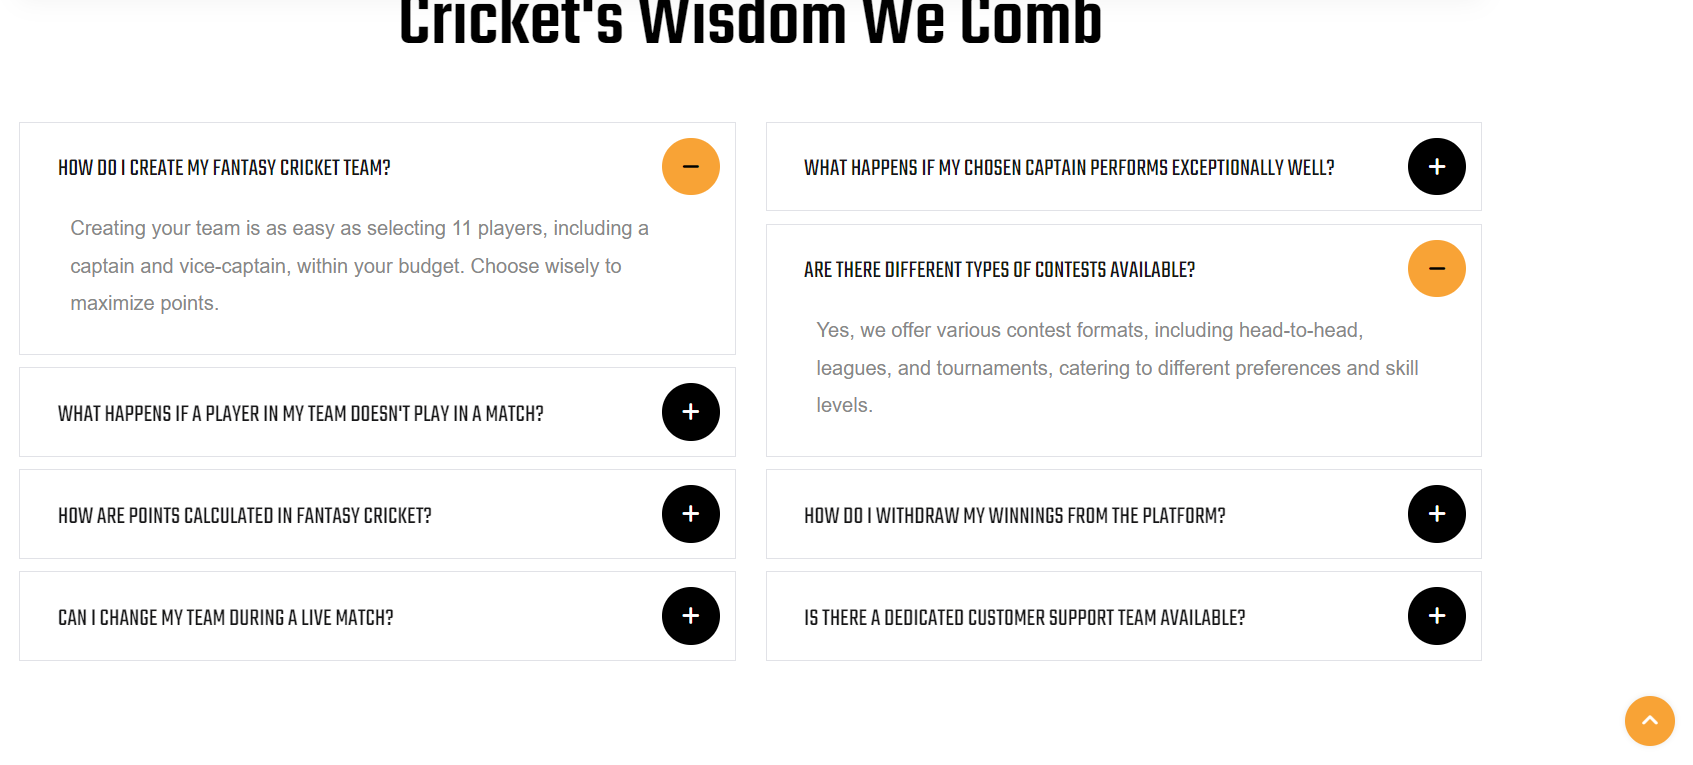 Cricket's Wisdom We Comb
HOW DO I CREATE MY FANTASY CRICKET TEAM?
Creating your team is as easy as selecting 11 players, including a
captain and vice-captain, within your budget. Choose wisely to
maximize points.
WHAT HAPPENS IF A PLAYER IN MY TEAM DOESN'T PLAY IN A MATCH?
HOW ARE POINTS CALCULATED IN FANTASY CRICKET?
CAN I CHANGE MY TEAM DURING A LIVE MATCH?
WHAT HAPPENS IF MY CHOSEN CAPTAIN PERFORMS EXCEPTIONALLY WELL?
ARE THERE DIFFERENT TYPES OF CONTESTS AVAILABLE?
Yes, we offer various contest formats, including head-to-head,
leagues, and tournaments, catering to different preferences and skill
levels.
HOW DO I WITHDRAW MY WINNINGS FROM THE PLATFORM?
IS THERE A DEDICATED CUSTOMER SUPPORT TEAM AVAILABLE?